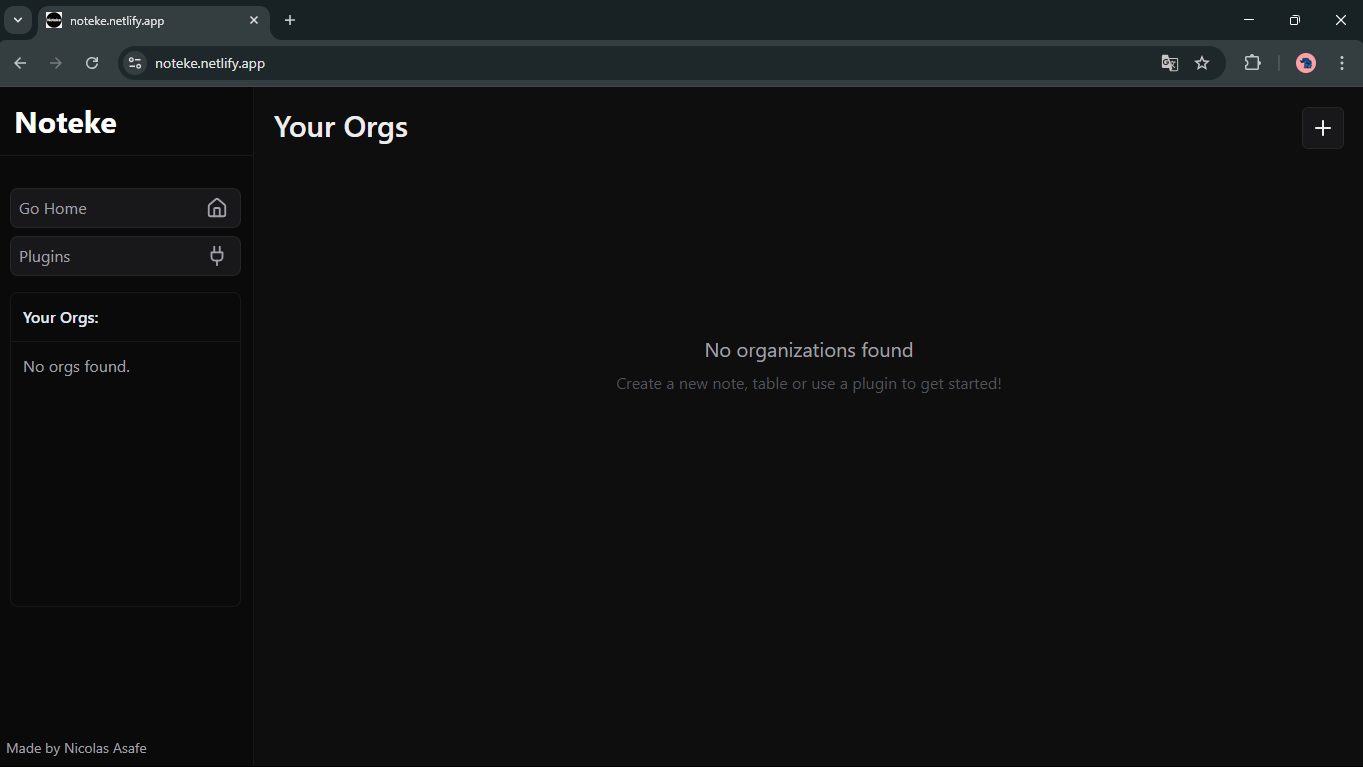 noteke.netlify.app
noteke.netlify.app
Noteke
Go Home
Plugins
Your Orgs:
No orgs found.
Made by Nicolas Asafe
Your Orgs
No organizations found
Create a new note, table or use a plugin to get started!